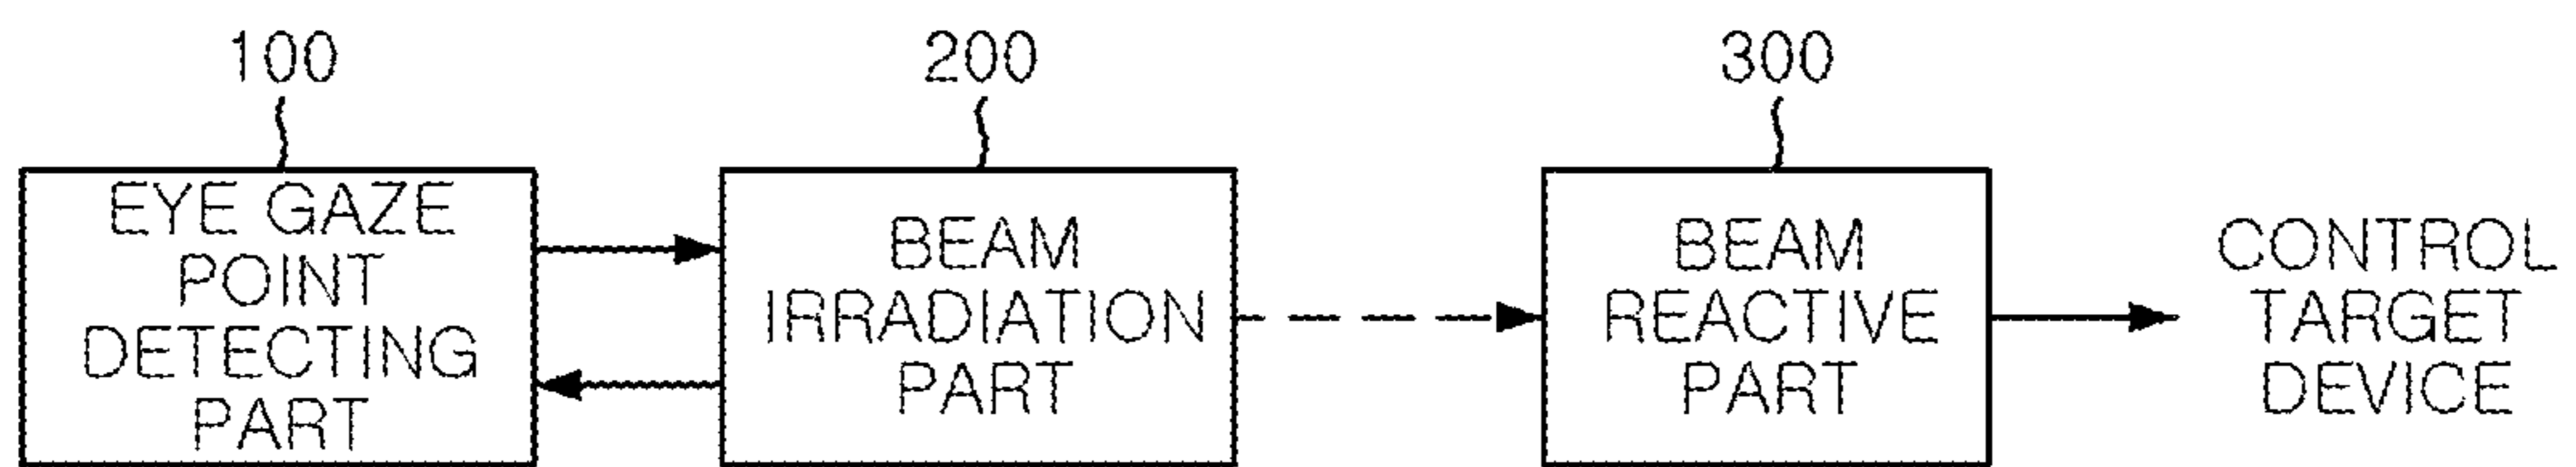 100
200
300
EYE GAZE
POINT
DETECTING
PART
BEAM
IRRADIATION
PART
BEAM
REACTIVE
PART
CONTROL
TARGET
DEVICE